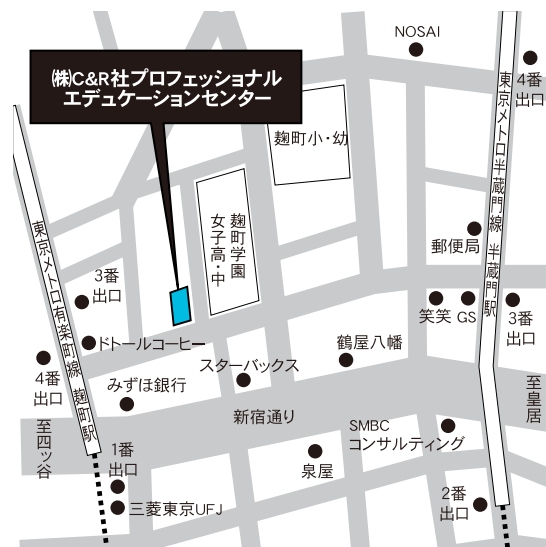 NOSAI
㈱C&R社プロフェッショナル
エデュケーションセンター
4番
出口
東京メトロ半蔵門線 半蔵門駅
麹町小・幼
麹町学園
女子高・中
東京メトロ有楽町線 麹町駅
郵便局
3番
出口
笑笑
GS
3番
出口
ドトールコーヒー
鶴屋八幡
スターバックス
4番
出口
みずほ銀行
至皇居
新宿通り
SMBC
コンサルティング
至四ッ谷
1番
出口
泉屋
2番
出口
三菱東京UFJ